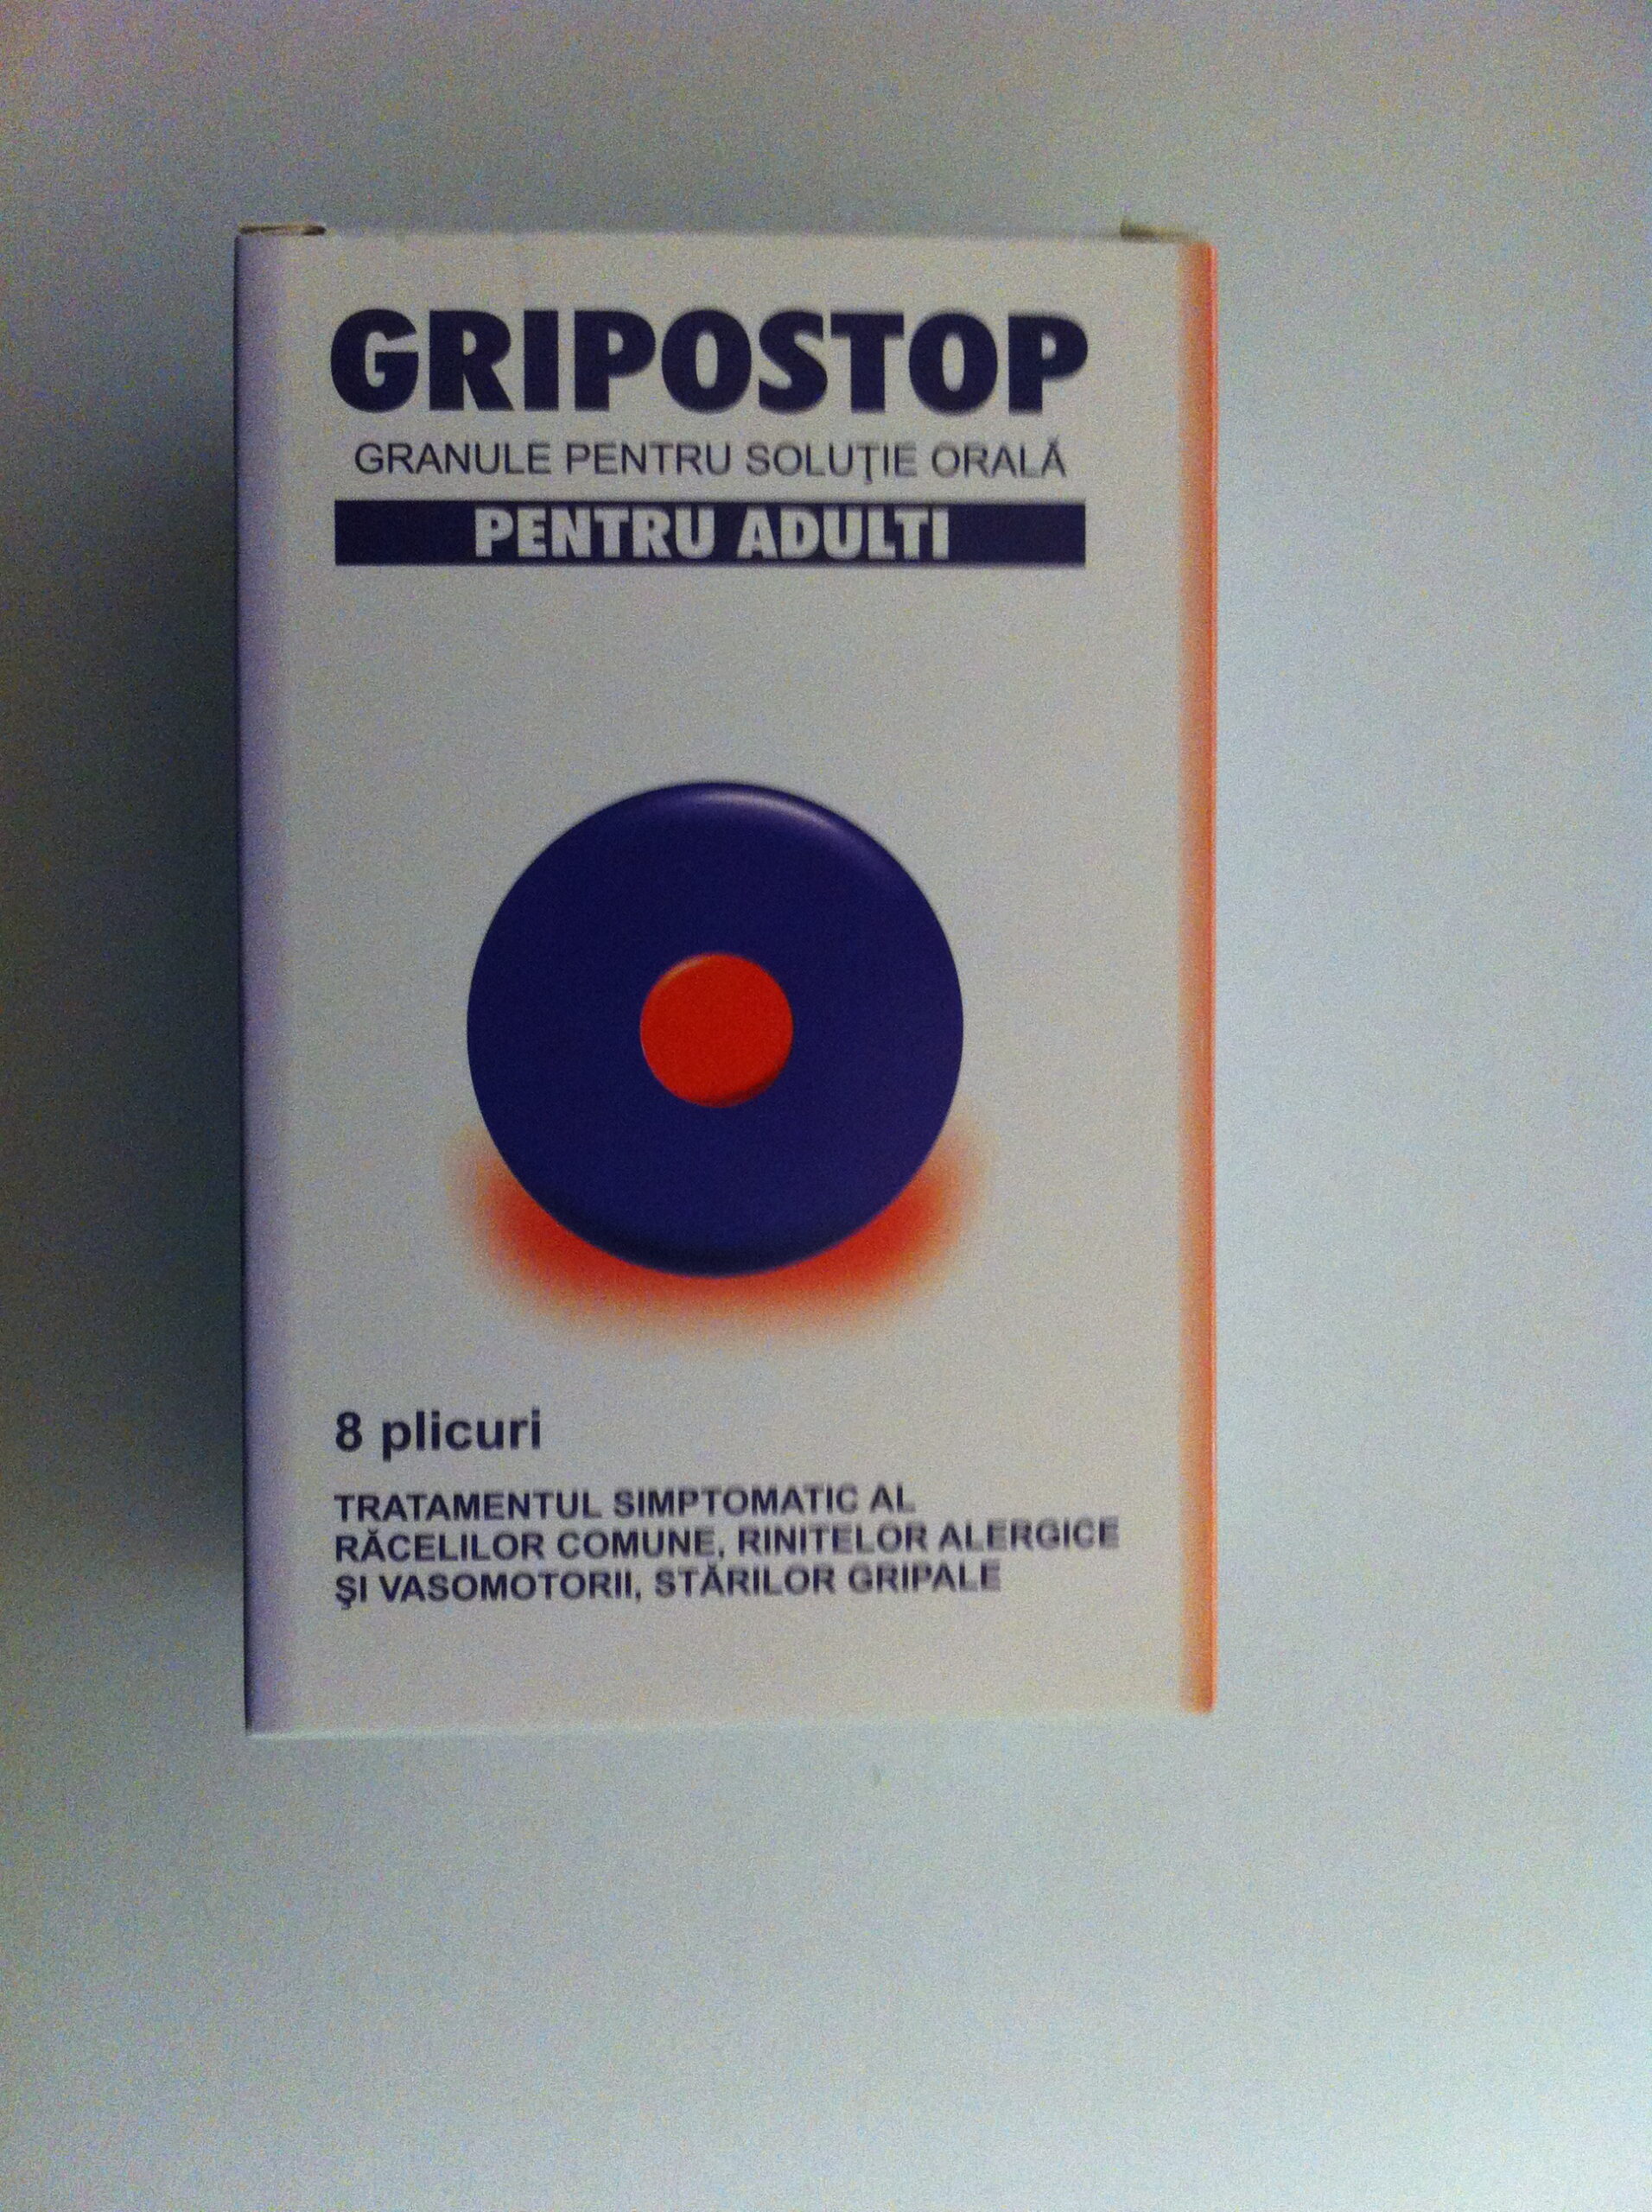 GRIPOSTOP
GRANULE PENTRU SOLUŢIE ORALĂ
PENTRU ADULTI
8 plicuri
TRATAMENTUL SIMPTOMATIC AL
RĂCELILOR COMUNE, RINITELOR ALERGICE
ŞI VASOMOTORII, STĂRILOR GRIPALE